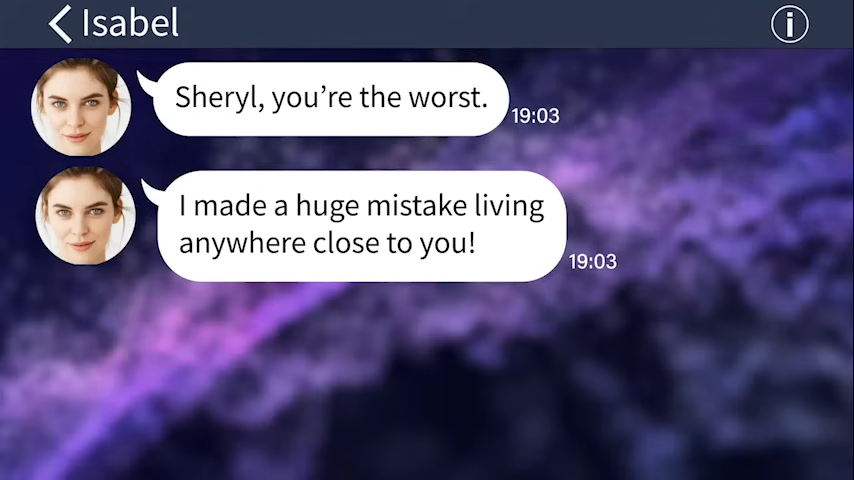 Isabel
Sheryl, you’re the worst.
19:03
I made a huge mistake living
anywhere close to you!
19:03